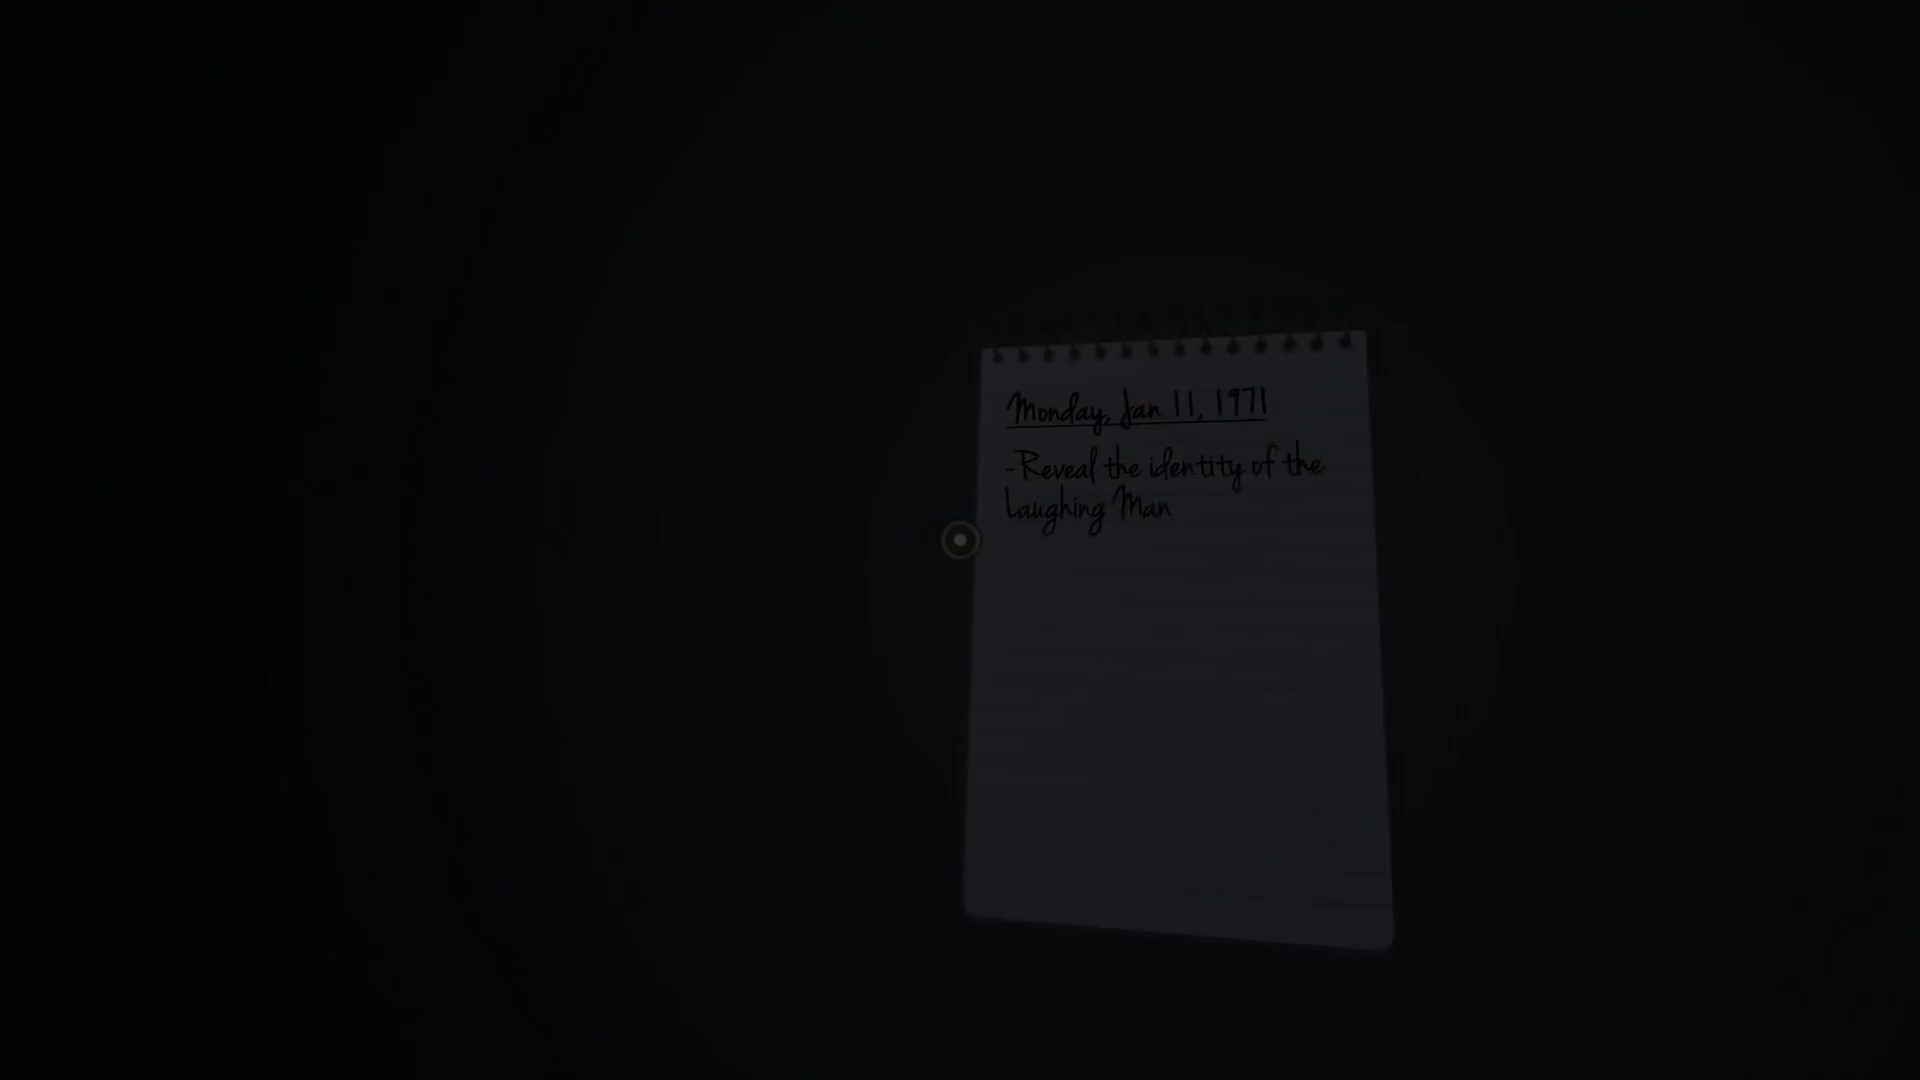 Monday, Jan 11, 1971
-Reveal the identity of the
Laughing Man